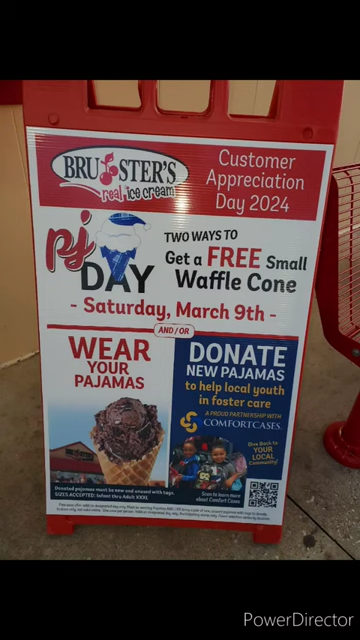 BRUSTER'S
real ice cream
Customer
Appreciation
Day 2024
pj
DAY
TWO WAYS TO
Get a FREE Small
Waffle Cone
- Saturday, March 9th -
AND/OR
WEAR
YOUR
PAJAMAS
DONATE
NEW PAJAMAS
to help local youth
in foster care
A PROUD PARTNERSHIP WITH
COMFORT CASES.
Give Back to
YOUR
LOCAL
Community!
Scan to learn more
about Comfort Cases
Donated pajamas must be new and unused with tags.
SIZES ACCEPTED: Infant thru Adult XXXL
PowerDirector